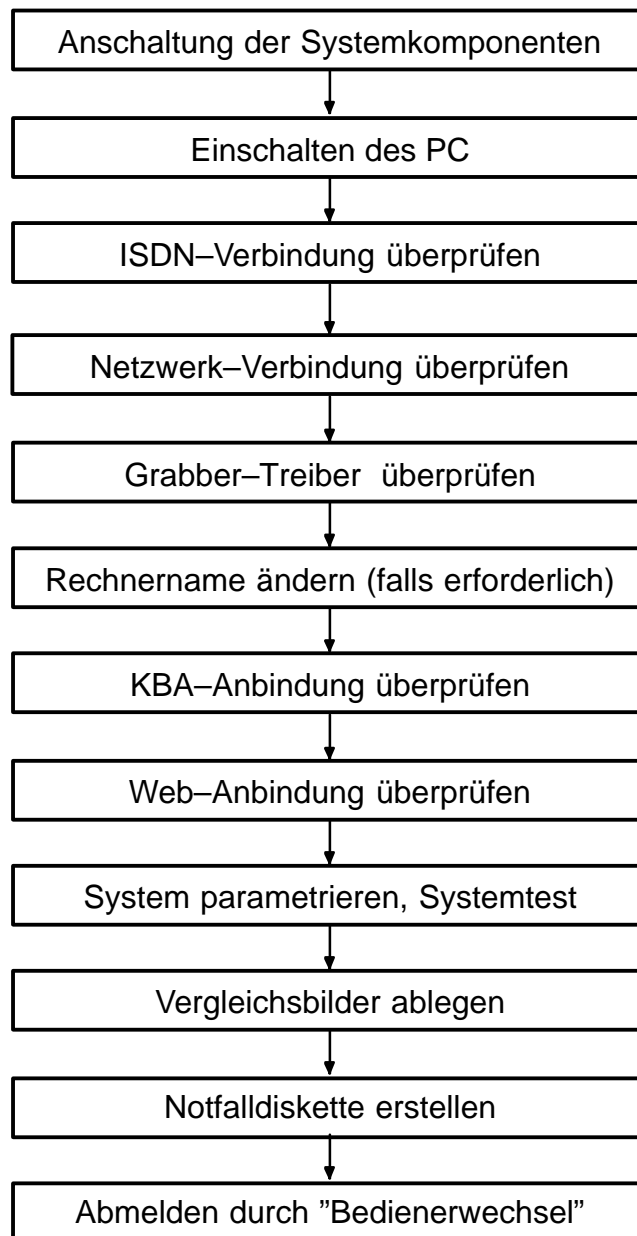 Anschaltung der Systemkomponenten
Einschalten des PC
ISDN–Verbindung überprüfen
Netzwerk–Verbindung überprüfen
Grabber–Treiber überprüfen
Rechnername ändern (falls erforderlich)
KBA–Anbindung überprüfen
Web–Anbindung überprüfen
System parametrieren, Systemtest
Vergleichsbilder ablegen
Notfalldiskette erstellen
Abmelden durch ”Bedienerwechsel”